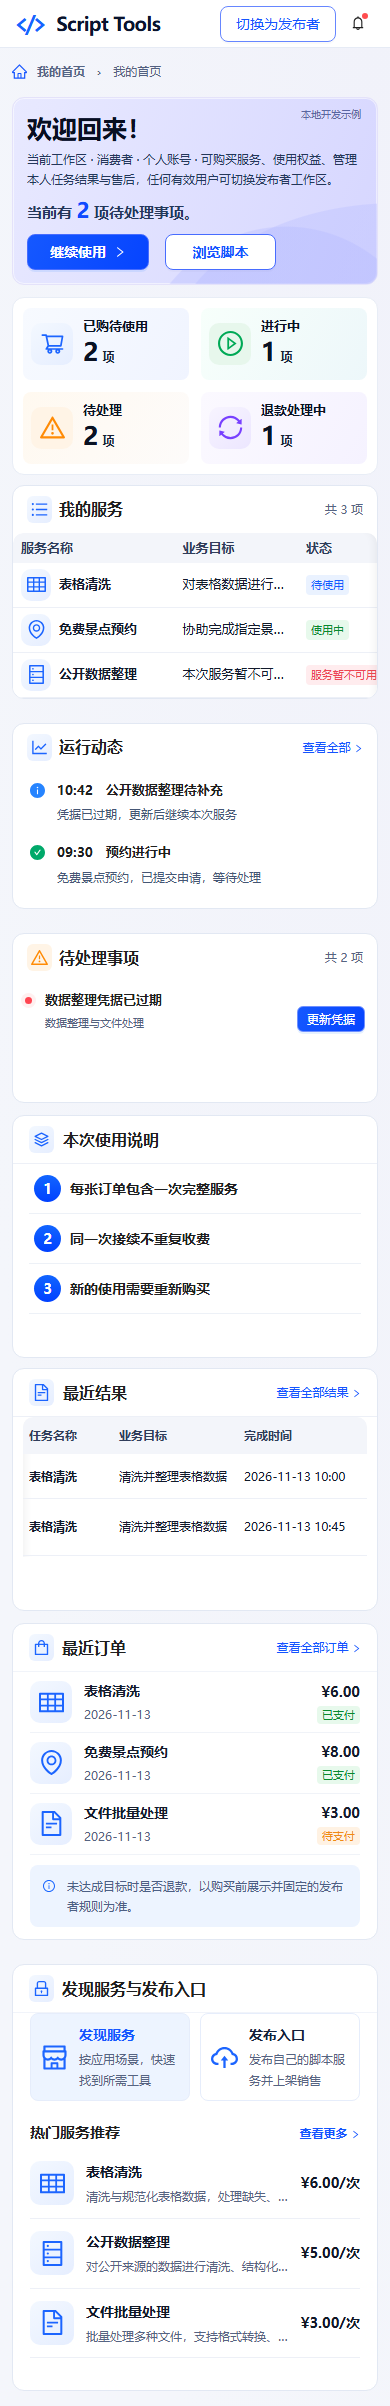 Script Tools
切换为发布者
我的首页 › 我的首页
本地开发示例
欢迎回来！
当前工作区 · 消费者 · 个人账号 · 可购买服务、使用权益、管理
本人任务结果与售后，任何有效用户可切换发布者工作区。
当前有 2 项待处理事项。
继续使用 >
浏览脚本
已购待使用
2 项
进行中
1 项
待处理
2 项
退款处理中
1 项
我的服务
共 3 项
服务名称 业务目标 状态
表格清洗 对表格数据进行... 待使用
免费景点预约 协助完成指定景... 使用中
公开数据整理 本次服务暂不可... 服务暂不可用
运行动态
查看全部 >
10:42 公开数据整理待补充
凭据已过期，更新后继续本次服务
09:30 预约进行中
免费景点预约，已提交申请，等待处理
待处理事项
共 2 项
数据整理凭据已过期
数据整理与文件处理
更新凭据
本次使用说明
1 每张订单包含一次完整服务
2 同一次接续不重复收费
3 新的使用需要重新购买
最近结果
查看全部结果 >
任务名称 业务目标 完成时间
表格清洗 清洗并整理表格数据 2026-11-13 10:00
表格清洗 清洗并整理表格数据 2026-11-13 10:45
最近订单
查看全部订单 >
表格清洗 ¥6.00
2026-11-13 已支付
免费景点预约 ¥8.00
2026-11-13 已支付
文件批量处理 ¥3.00
2026-11-13 待支付
未达成目标时是否退款，以购买前展示并固定的发布
者规则为准。
发现服务与发布入口
发现服务
按应用场景，快速
找到所需工具
发布入口
发布自己的脚本服
务并上架销售
热门服务推荐
查看更多 >
表格清洗
清洗与规范化表格数据，处理缺失、...
¥6.00/次
公开数据整理
对公开来源的数据进行清洗、结构化...
¥5.00/次
文件批量处理
批量处理多种文件，支持格式转换、...
¥3.00/次